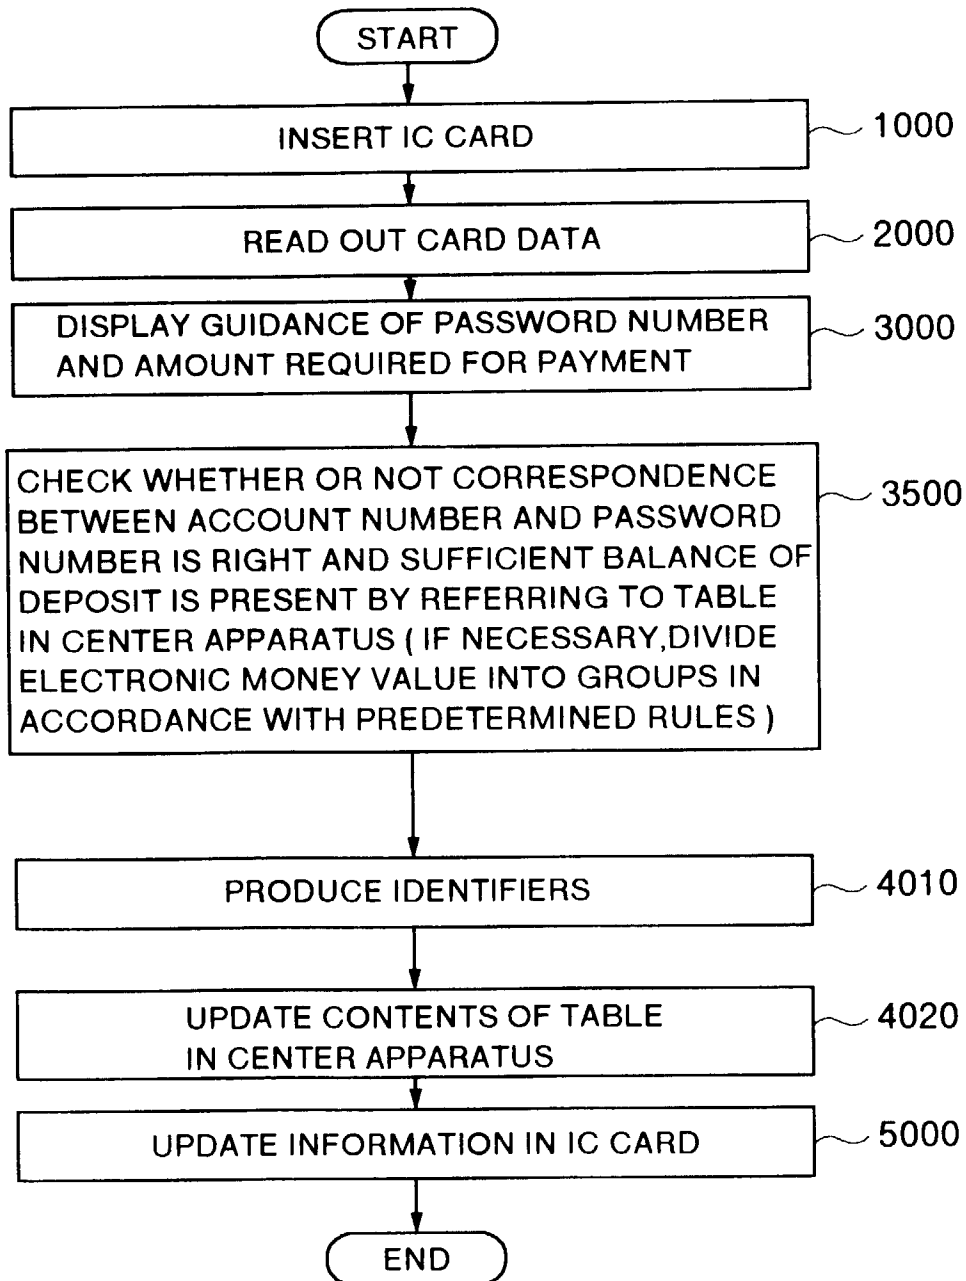 START
INSERT IC CARD
1000
READ OUT CARD DATA
2000
DISPLAY GUIDANCE OF PASSWORD NUMBER
AND AMOUNT REQUIRED FOR PAYMENT
3000
CHECK WHETHER OR NOT CORRESPONDENCE
BETWEEN ACCOUNT NUMBER AND PASSWORD
NUMBER IS RIGHT AND SUFFICIENT BALANCE OF
DEPOSIT IS PRESENT BY REFERRING TO TABLE
IN CENTER APPARATUS ( IF NECESSARY,DIVIDE
ELECTRONIC MONEY VALUE INTO GROUPS IN
ACCORDANCE WITH PREDETERMINED RULES )
3500
PRODUCE IDENTIFIERS
4010
UPDATE CONTENTS OF TABLE
IN CENTER APPARATUS
4020
UPDATE INFORMATION IN IC CARD
5000
END